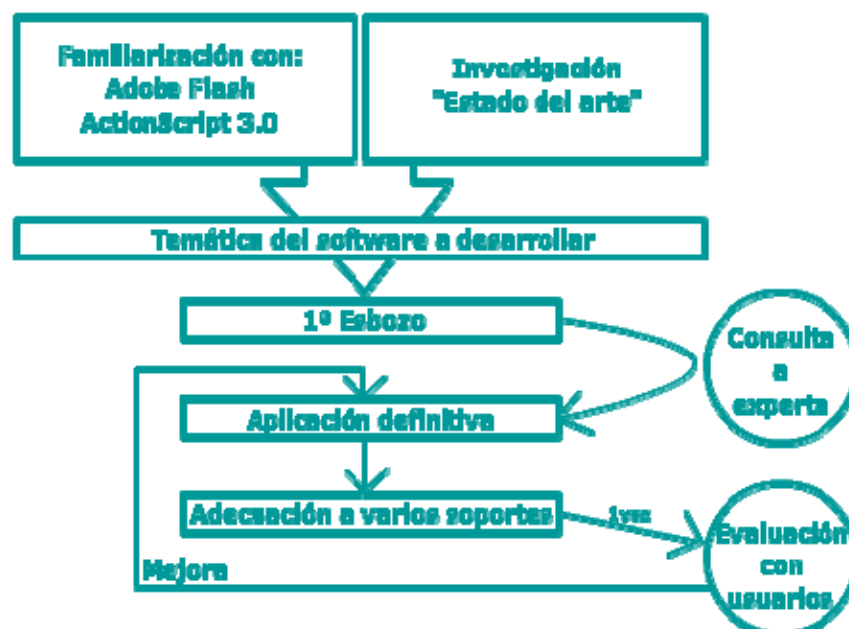 Familiarización con:
Adobe Flash
ActionScript 3.0
Investigación
"Estado del arte"
Temática del software a desarrollar
1º Esbozo
Consulta
a
experta
Aplicación definitiva
Adecuación a varios soportes
1vez
Evaluación
con
usuarios
Mejora